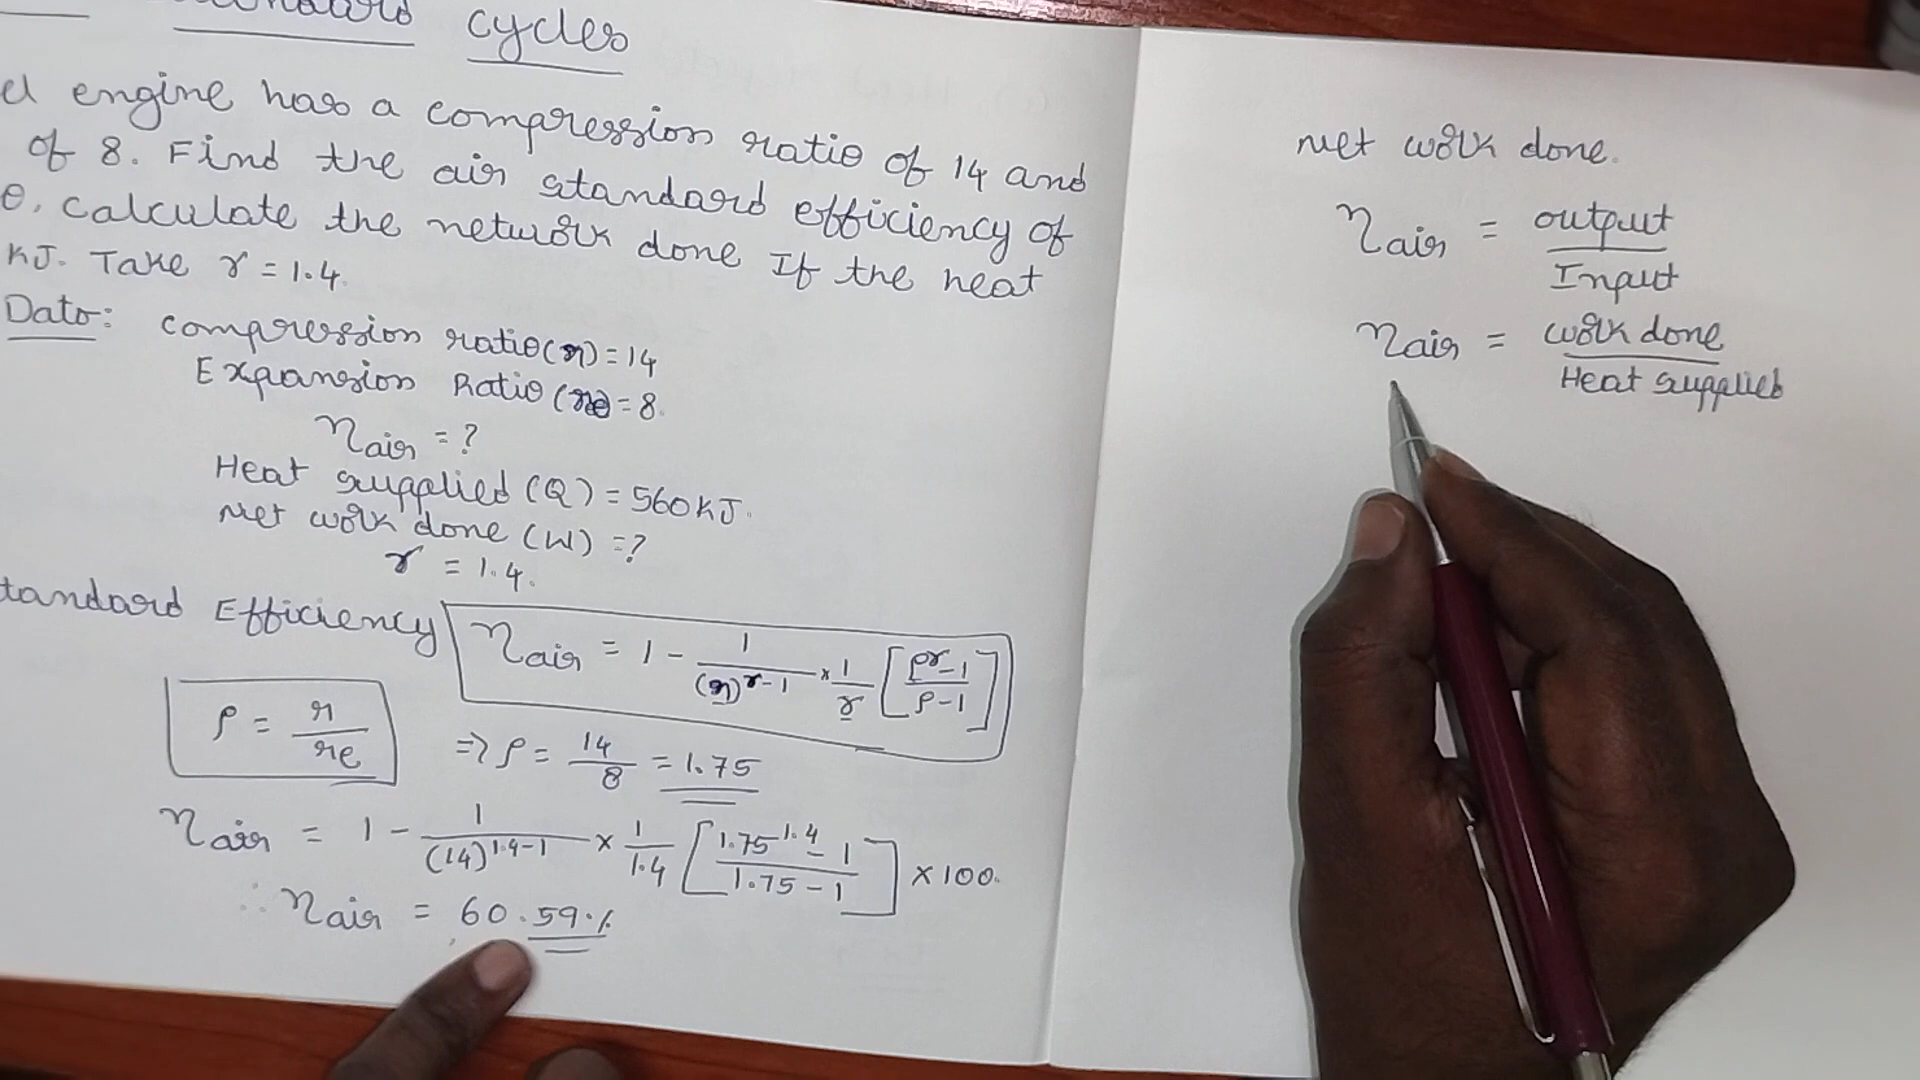 cycles
engine has a compression ratio of 14 and
of 8. Find the air standard efficiency of
calculate the network done If the heat
KJ. Take γ = 1.4.
Data: compression ratio (r) = 14
Expansion Ratio (re) = 8.
ηair = ?
Heat supplied (Q) = 560 KJ.
Net work done (W) = ?
γ = 1.4.
tandard Efficiency ηair = 1 - 1/(r)^γ-1 × 1/γ [ρ^γ-1/ρ-1]
ρ = r/re ⇒ ρ = 14/8 = 1.75
ηair = 1 - 1/(14)^1.4-1 × 1/1.4 [1.75^1.4 - 1/1.75 - 1] × 100.
∴ ηair = 60.59%
Net work done.
ηair = output/Input
ηair = work done/Heat supplied